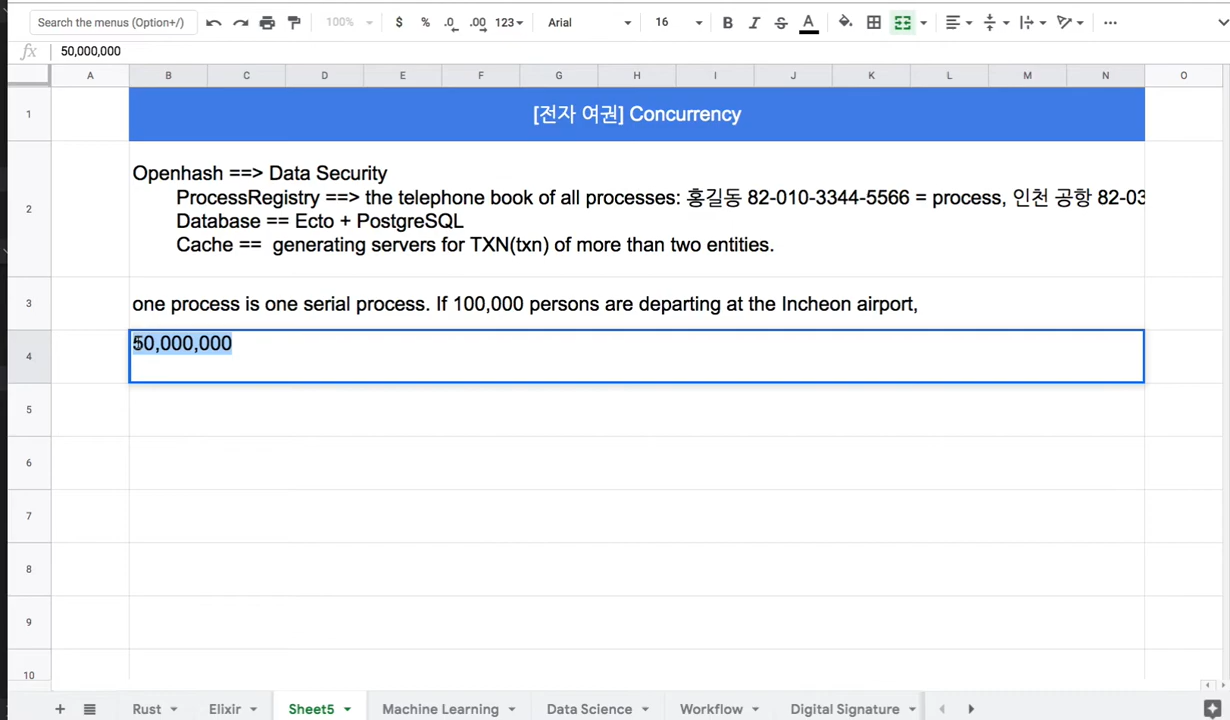 Search the menus (Option+/)
100%
$ % .0 .00 123
Arial
16
B I S A
fx 50,000,000
A B C D E F G H I J K L M N O
1
[전자 여권] Concurrency
2
Openhash ==> Data Security
ProcessRegistry ==> the telephone book of all processes: 홍길동 82-010-3344-5566 = process, 인천 공항 82-03
Database == Ecto + PostgreSQL
Cache == generating servers for TXN(txn) of more than two entities.
3
one process is one serial process. If 100,000 persons are departing at the Incheon airport,
4
50,000,000
5
6
7
8
9
10
Rust Elixir Sheet5 Machine Learning Data Science Workflow Digital Signature